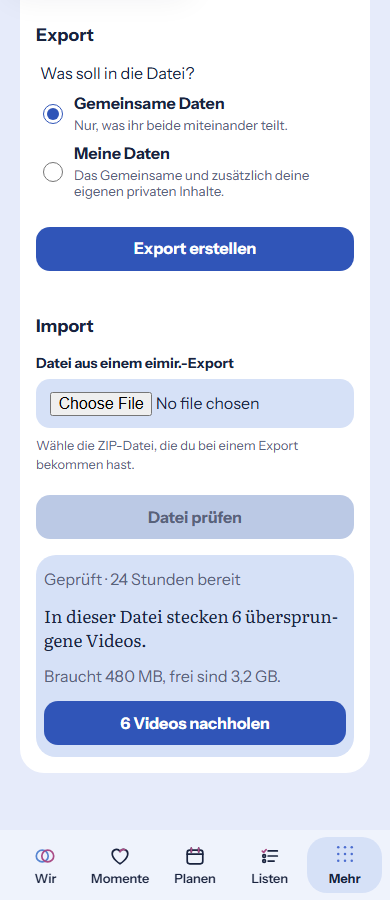 Export
Was soll in die Datei?
Gemeinsame Daten
Nur, was ihr beide miteinander teilt.
Meine Daten
Das Gemeinsame und zusätzlich deine
eigenen privaten Inhalte.
Export erstellen
Import
Datei aus einem eimir.-Export
Choose File No file chosen
Wähle die ZIP-Datei, die du bei einem Export
bekommen hast.
Datei prüfen
Geprüft · 24 Stunden bereit
In dieser Datei stecken 6 übersprun-
gene Videos.
Braucht 480 MB, frei sind 3,2 GB.
6 Videos nachholen
Wir
Momente
Planen
Listen
Mehr